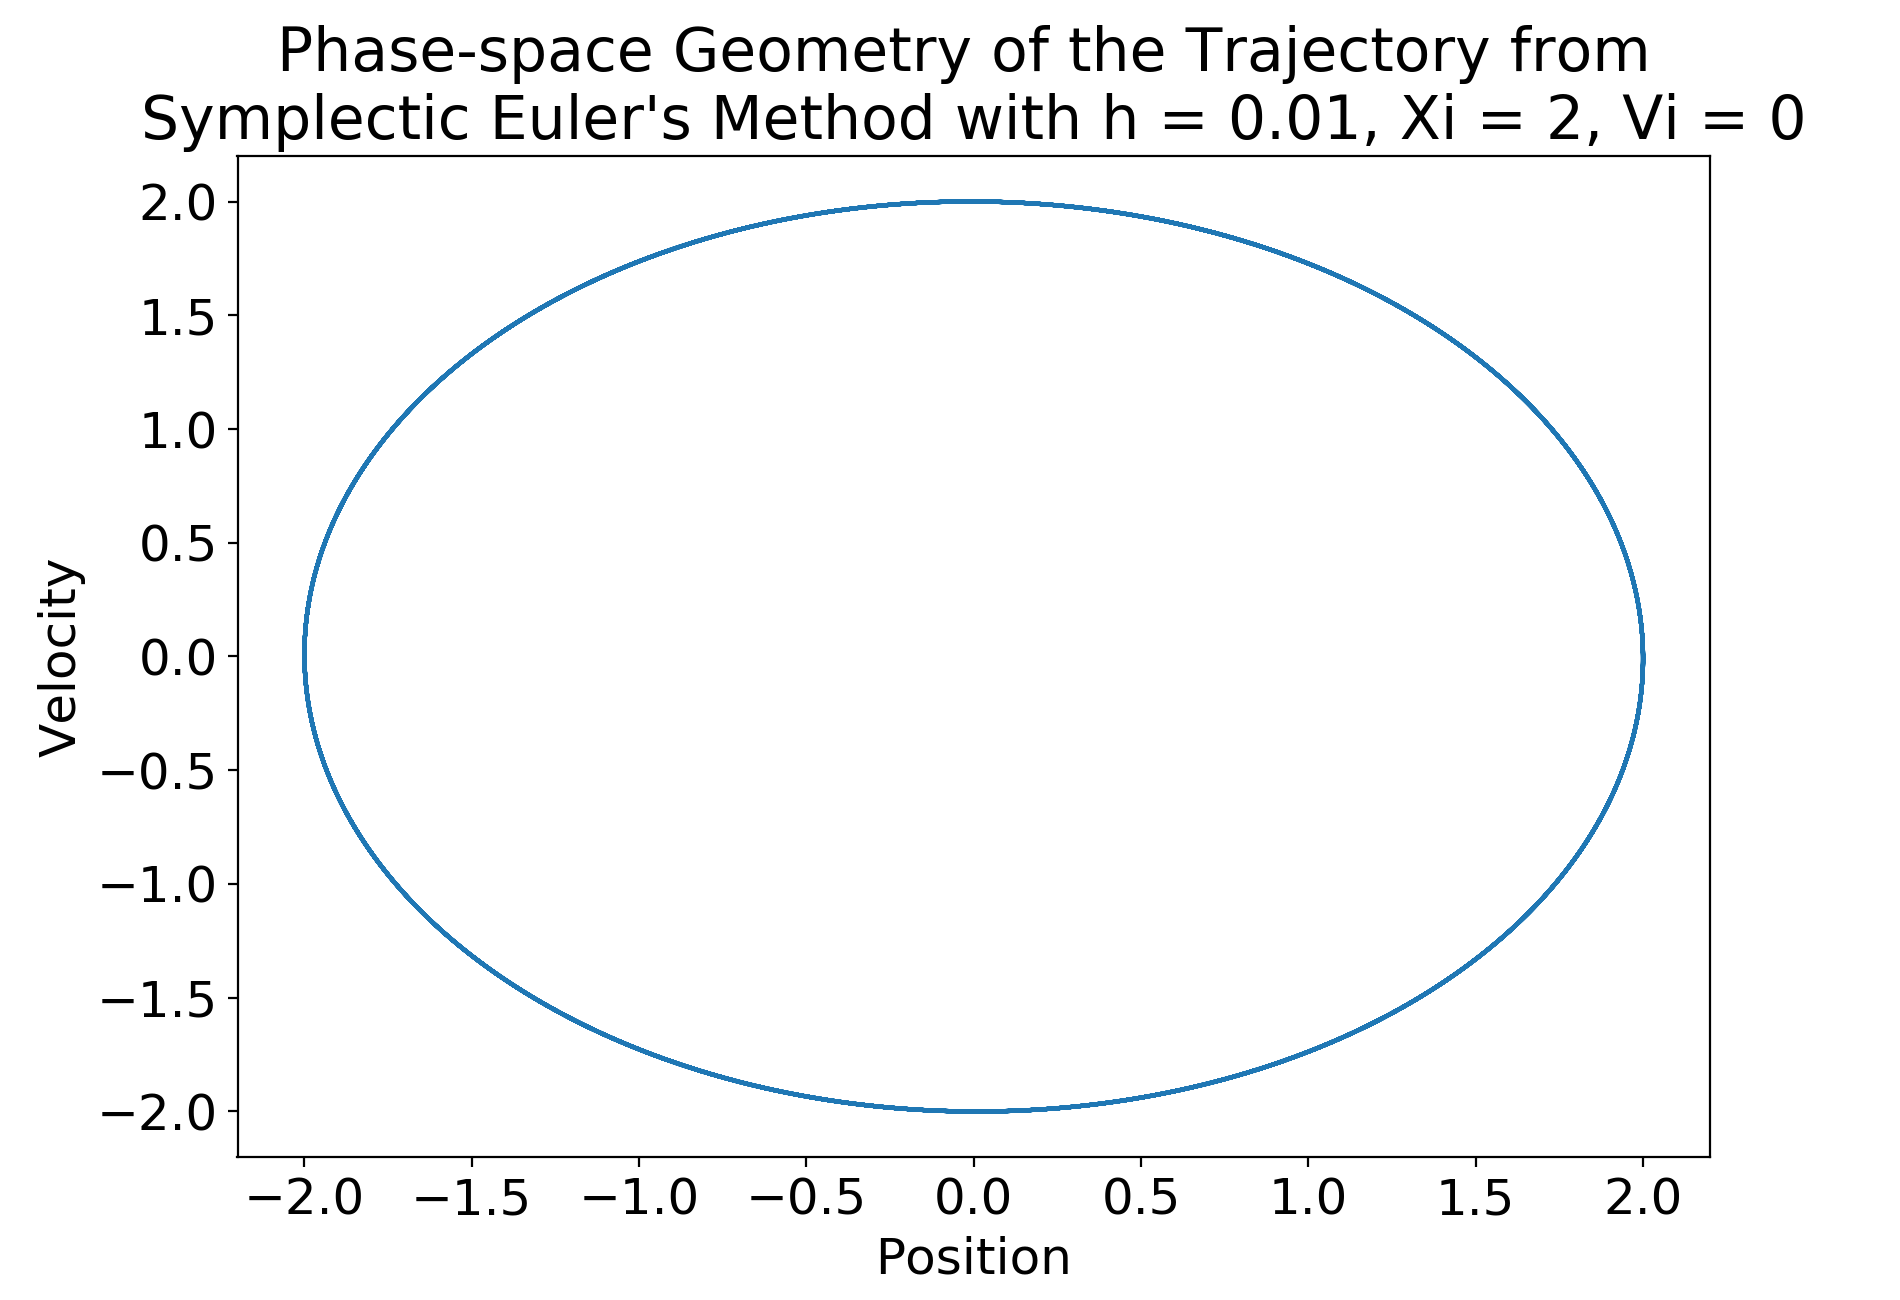 Phase-space Geometry of the Trajectory from
Symplectic Euler's Method with h = 0.01, Xi = 2, Vi = 0
2.0
1.5
1.0
0.5
0.0
−0.5
−1.0
−1.5
−2.0
Velocity
−2.0 −1.5 −1.0 −0.5 0.0 0.5 1.0 1.5 2.0
Position